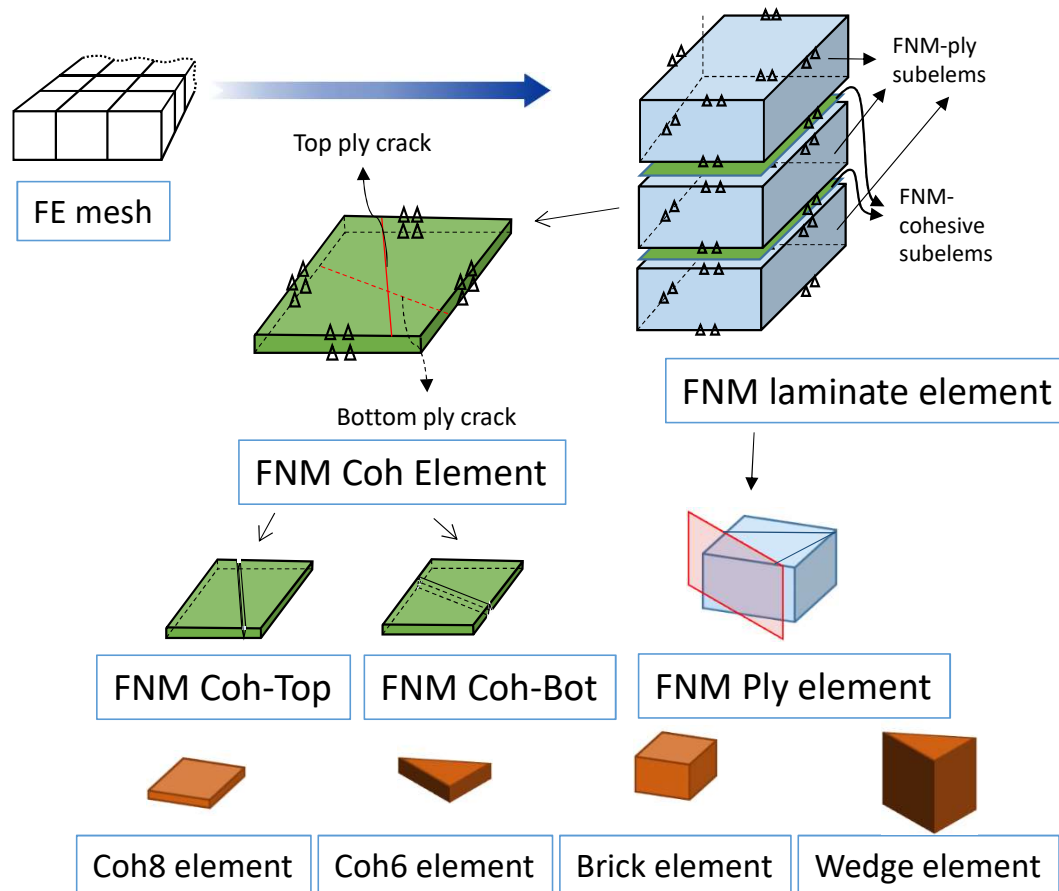 FE mesh
Top ply crack
FNM-ply
subelems
FNM-
cohesive
subelems
Bottom ply crack
FNM laminate element
FNM Coh Element
FNM Coh-Top
FNM Coh-Bot
FNM Ply element
Coh8 element
Coh6 element
Brick element
Wedge element